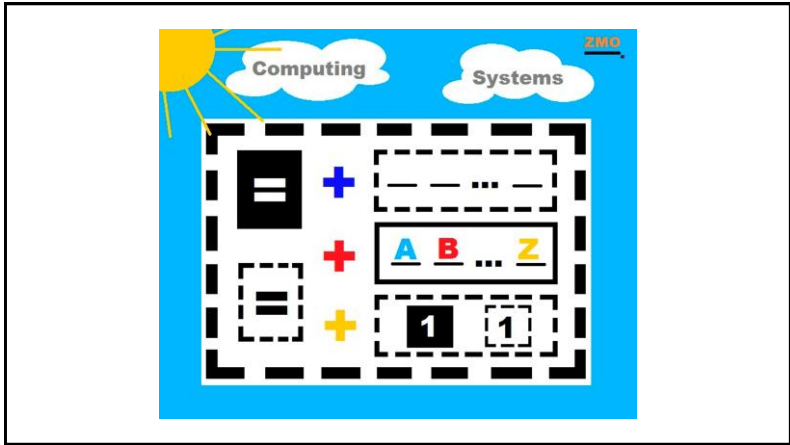 ZMO
Computing
Systems
= + _ _ ... _
+ A B ... Z
=
+ 1 1